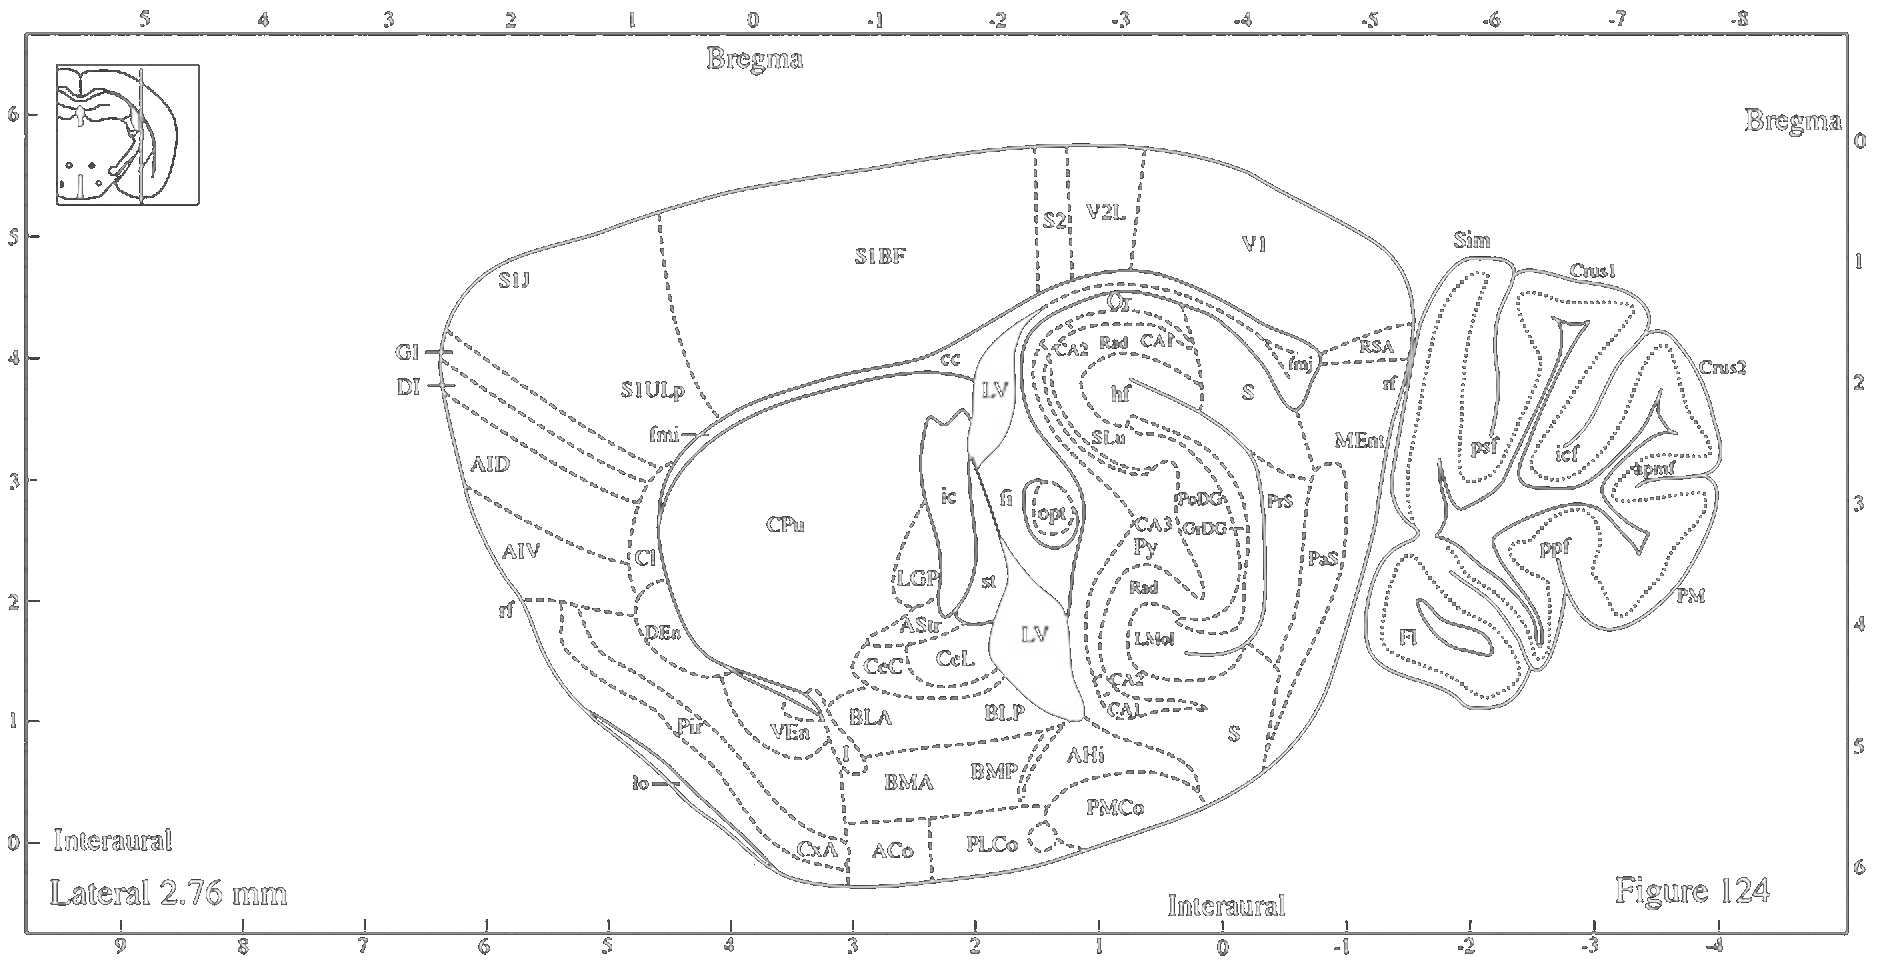 5 4 3 2 1 0 -1 -2 -3 -4 -5 -6 -7 -8
Bregma
6
Bregma
0
5
S2 V2L
V1
Sim
S1BF
1
Crus1
S1J
Or
GI
4
cc
CA2 Rad CA1
fmj
RSA
Crus2
DI
S1ULp
LV
hf
S
rf
2
fmi
SLu
MEnt
psf
icf
apmf
AID
3
ic
fi
opt
PoDG
PrS
3
CPu
CA3
GrDG
AIV
Cl
Py
PaS
ppf
LGP
st
Rad
2
rf
PM
DEn
ASt
LV
LMol
Fl
4
CeC
CeL
CA2
1
Pir
VEn
BLA
BLP
CA1
S
I
AHi
5
lo
BMA
BMP
PMCo
0
Interaural
CxA
ACo
PLCo
6
Lateral 2.76 mm
Interaural
Figure 124
9 8 7 6 5 4 3 2 1 0 -1 -2 -3 -4